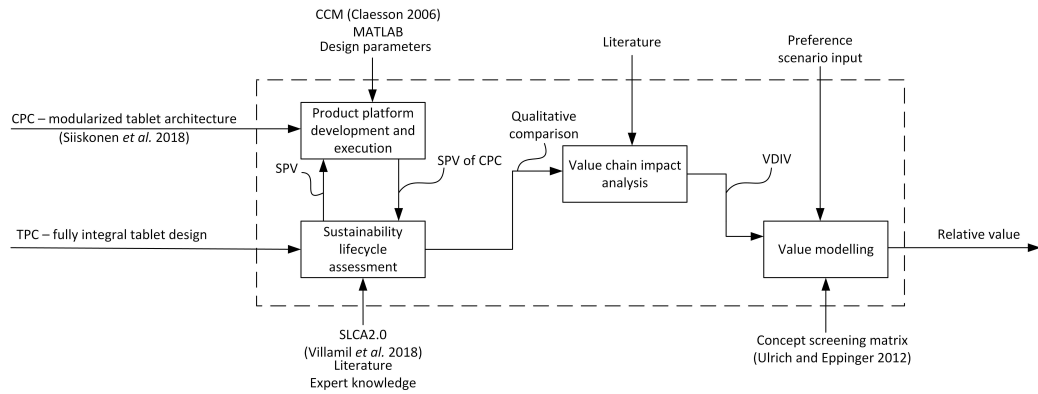 CCM (Claesson 2006)
MATLAB
Design parameters
Literature
Preference
scenario input
CPC – modularized tablet architecture
(Siiskonen et al. 2018)
Product platform
development and
execution
Qualitative
comparison
SPV
SPV of CPC
Value chain impact
analysis
VDIV
TPC – fully integral tablet design
Sustainability
lifecycle
assessment
Value modelling
Relative value
SLCA2.0
(Villamil et al. 2018)
Literature
Expert knowledge
Concept screening matrix
(Ulrich and Eppinger 2012)